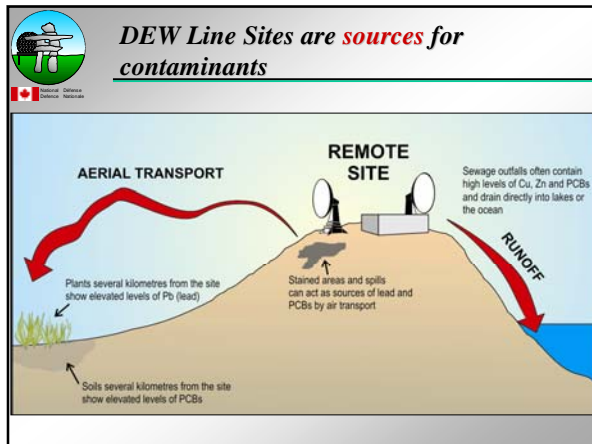 DEW Line Sites are sources for
contaminants
National Défense
Defence Nationale
AERIAL TRANSPORT
REMOTE
SITE
Sewage outfalls often contain
high levels of Cu, Zn and PCBs
and drain directly into lakes or
the ocean
RUNOFF
Plants several kilometres from the site
show elevated levels of Pb (lead)
Stained areas and spills
can act as sources of lead and
PCBs by air transport
Soils several kilometres from the site
show elevated levels of PCBs